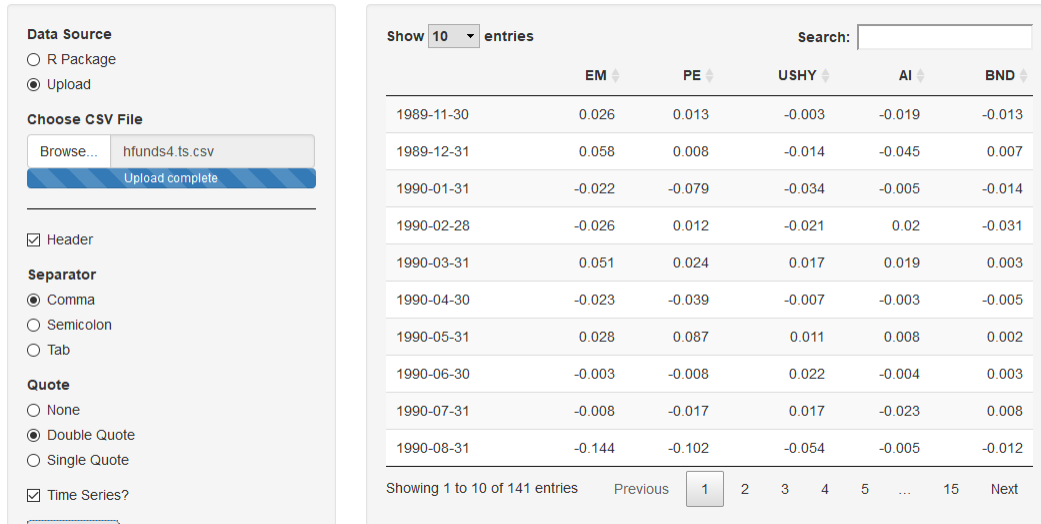 Data Source
R Package
Upload
Choose CSV File
Browse... hfunds4.ts.csv
Upload complete
Header
Separator
Comma
Semicolon
Tab
Quote
None
Double Quote
Single Quote
Time Series?
Show 10 entries Search:
EM PE USHY AI BND
1989-11-30 0.026 0.013 -0.003 -0.019 -0.013
1989-12-31 0.058 0.008 -0.014 -0.045 0.007
1990-01-31 -0.022 -0.079 -0.034 -0.005 -0.014
1990-02-28 -0.026 0.012 -0.021 0.02 -0.031
1990-03-31 0.051 0.024 0.017 0.019 0.003
1990-04-30 -0.023 -0.039 -0.007 -0.003 -0.005
1990-05-31 0.028 0.087 0.011 0.008 0.002
1990-06-30 -0.003 -0.008 0.022 -0.004 0.003
1990-07-31 -0.008 -0.017 0.017 -0.023 0.008
1990-08-31 -0.144 -0.102 -0.054 -0.005 -0.012
Showing 1 to 10 of 141 entries Previous 1 2 3 4 5 ... 15 Next